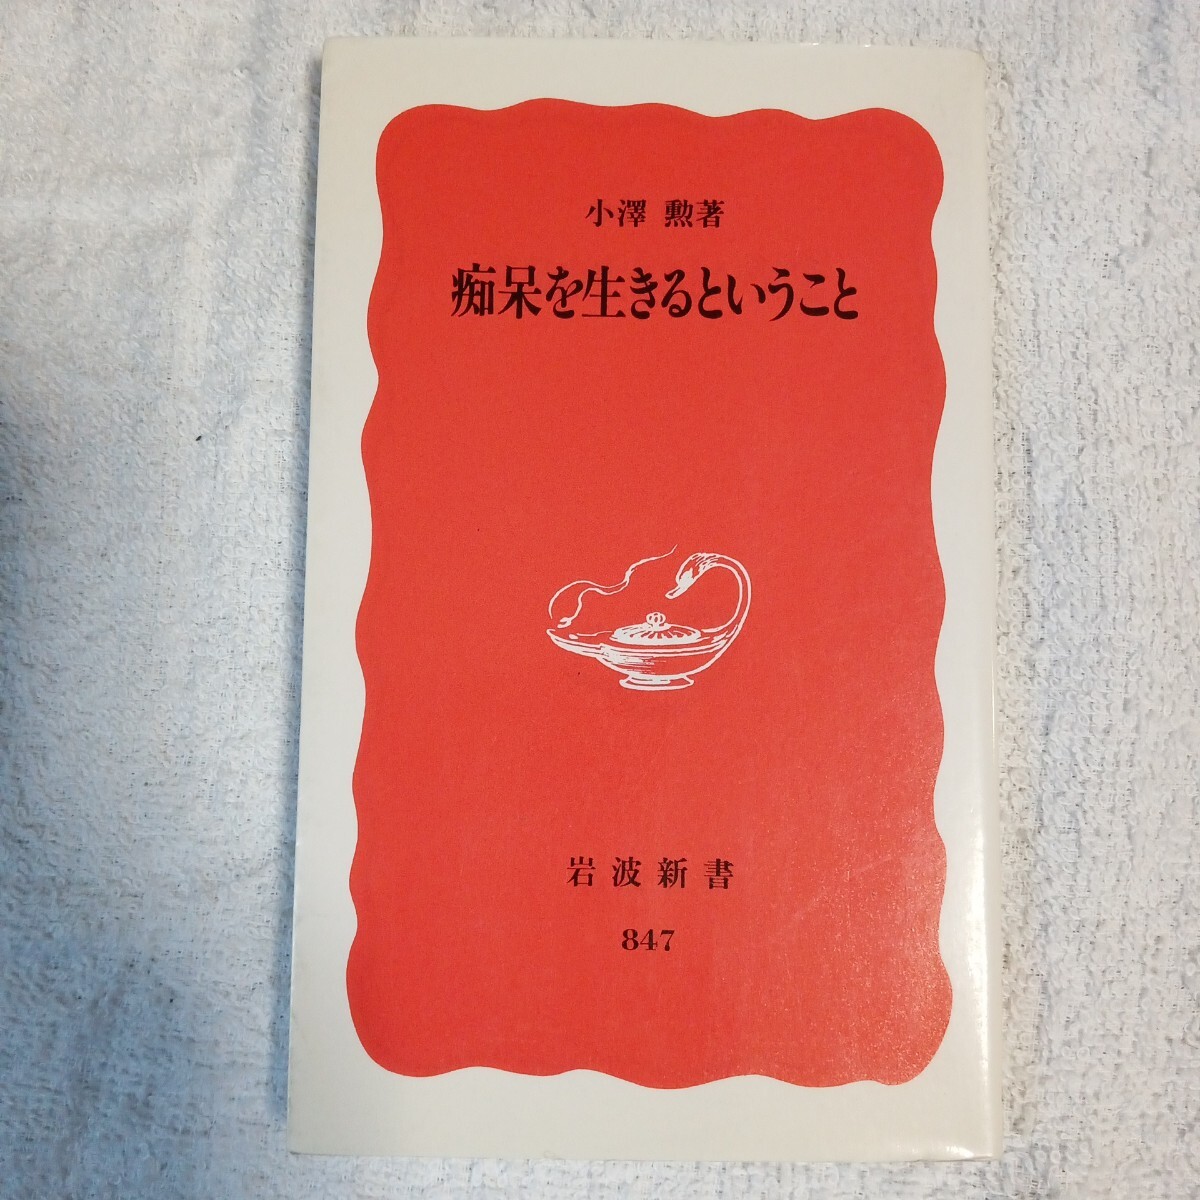 小澤 勲著
痴呆を生きるということ
岩波新書
847